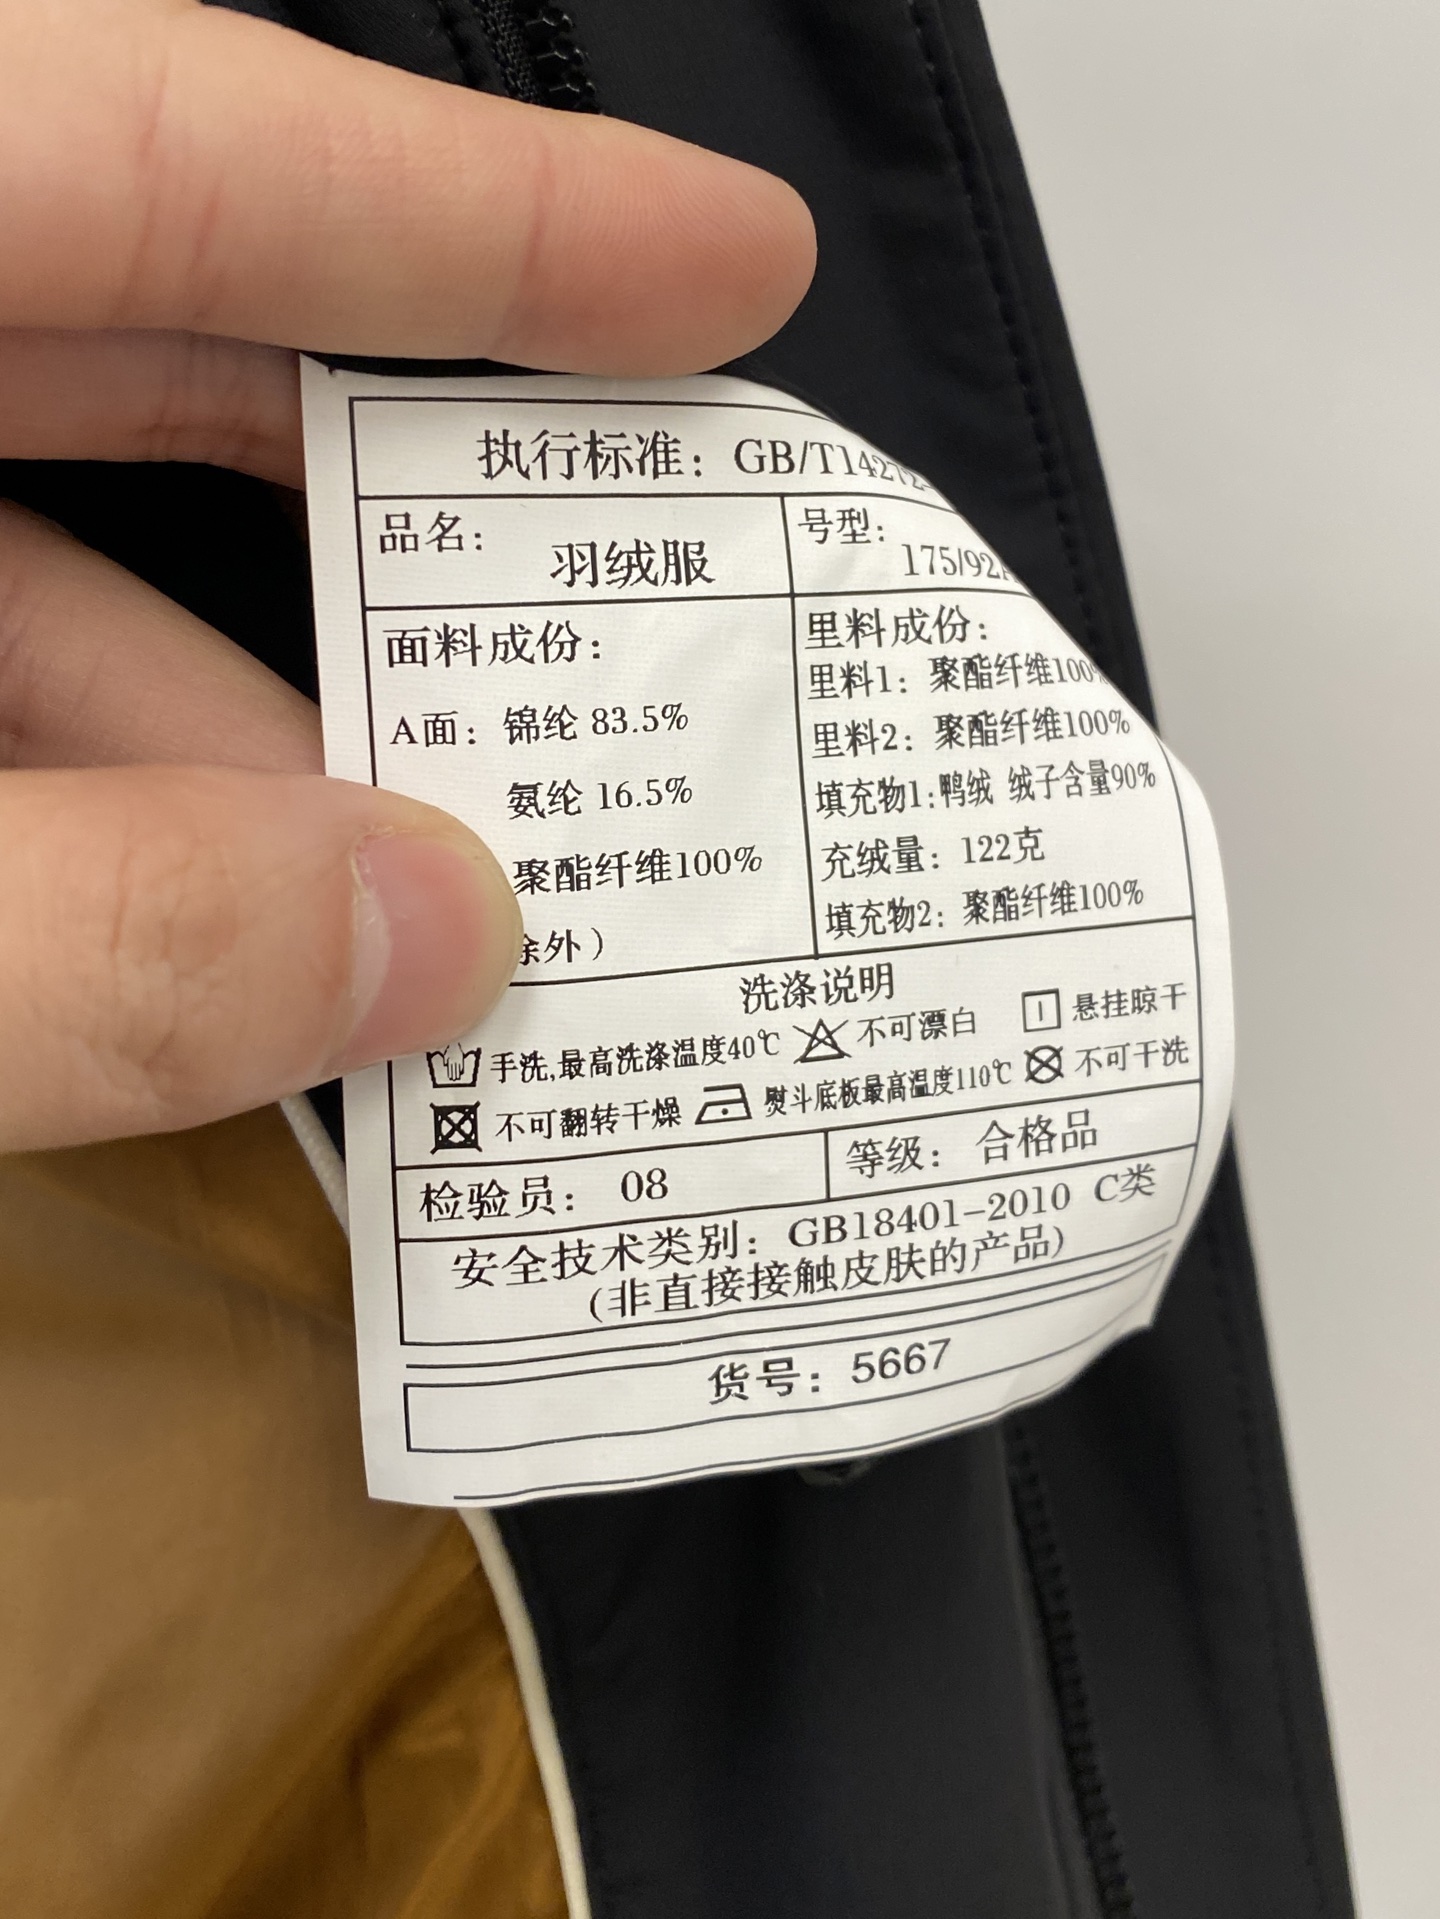 执行标准：GB/T14272-
品名：羽绒服
号型：175/92A
面料成份：
A面：锦纶 83.5%
氨纶 16.5%
聚酯纤维100%
除外）
里料成份：
里料1：聚酯纤维100%
里料2：聚酯纤维100%
填充物1:鸭绒 绒子含量90%
充绒量：122克
填充物2：聚酯纤维100%
洗涤说明
手洗,最高洗涤温度40℃ 不可漂白 悬挂晾干
不可翻转干燥 熨斗底板最高温度110℃ 不可干洗
检验员：08
等级：合格品
安全技术类别：GB18401-2010 C类
(非直接接触皮肤的产品)
货号：5667